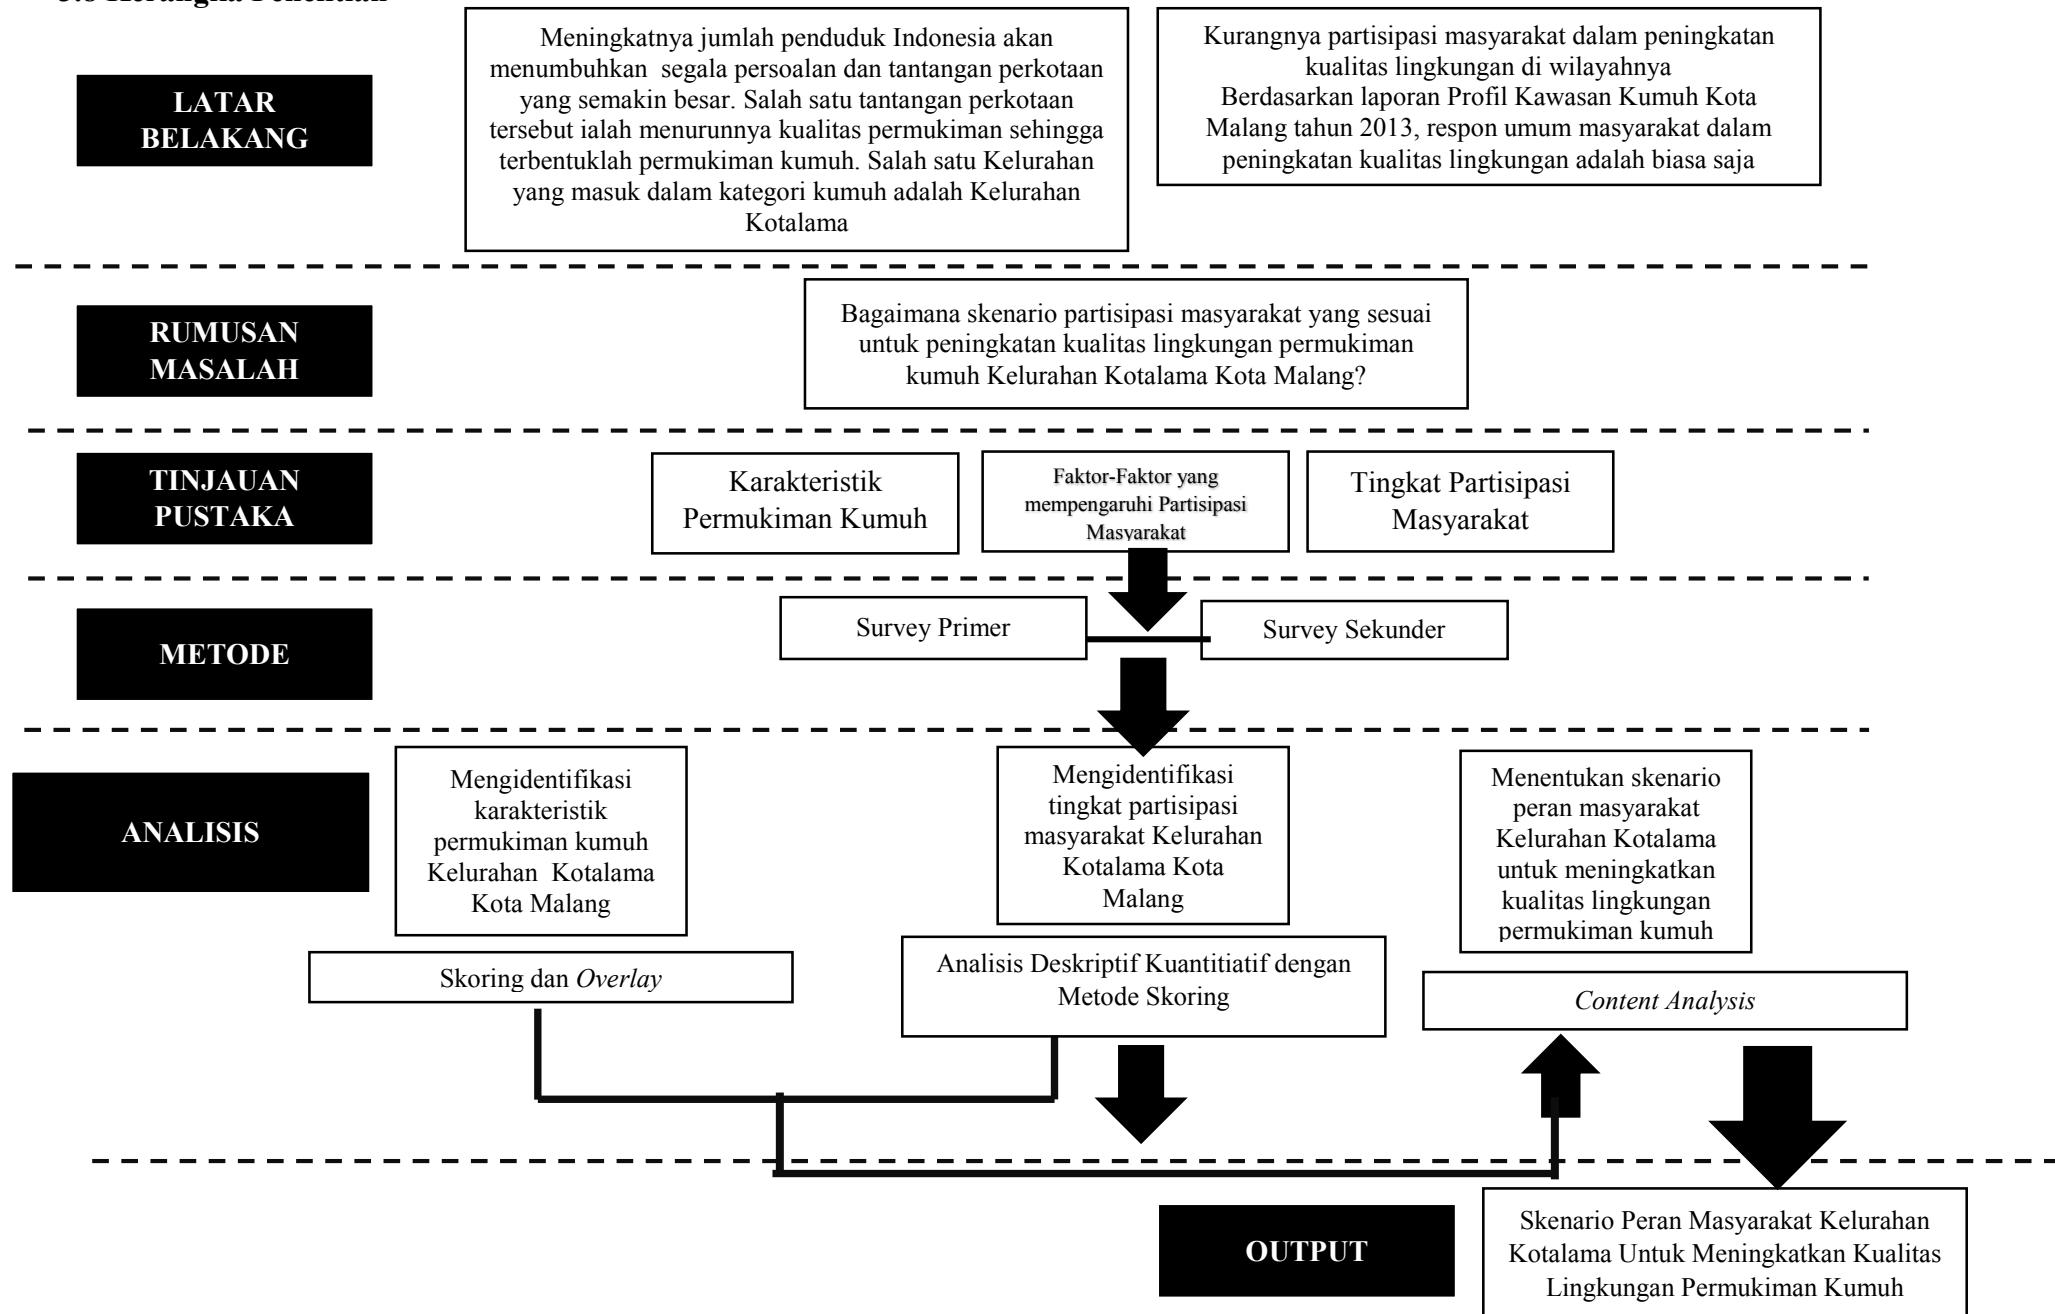 LATAR
BELAKANG
Meningkatnya jumlah penduduk Indonesia akan
menumbuhkan segala persoalan dan tantangan perkotaan
yang semakin besar. Salah satu tantangan perkotaan
tersebut ialah menurunnya kualitas permukiman sehingga
terbentuklah permukiman kumuh. Salah satu Kelurahan
yang masuk dalam kategori kumuh adalah Kelurahan
Kotalama
Kurangnya partisipasi masyarakat dalam peningkatan
kualitas lingkungan di wilayahnya
Berdasarkan laporan Profil Kawasan Kumuh Kota
Malang tahun 2013, respon umum masyarakat dalam
peningkatan kualitas lingkungan adalah biasa saja
RUMUSAN
MASALAH
Bagaimana skenario partisipasi masyarakat yang sesuai
untuk peningkatan kualitas lingkungan permukiman
kumuh Kelurahan Kotalama Kota Malang?
TINJAUAN
PUSTAKA
Karakteristik
Permukiman Kumuh
Faktor-Faktor yang
mempengaruhi Partisipasi
Masyarakat
Tingkat Partisipasi
Masyarakat
METODE
Survey Primer
Survey Sekunder
ANALISIS
Mengidentifikasi
karakteristik
permukiman kumuh
Kelurahan Kotalama
Kota Malang
Mengidentifikasi
tingkat partisipasi
masyarakat Kelurahan
Kotalama Kota
Malang
Menentukan skenario
peran masyarakat
Kelurahan Kotalama
untuk meningkatkan
kualitas lingkungan
permukiman kumuh
Skoring dan Overlay
Analisis Deskriptif Kuantitiatif dengan
Metode Skoring
Content Analysis
OUTPUT
Skenario Peran Masyarakat Kelurahan
Kotalama Untuk Meningkatkan Kualitas
Lingkungan Permukiman Kumuh